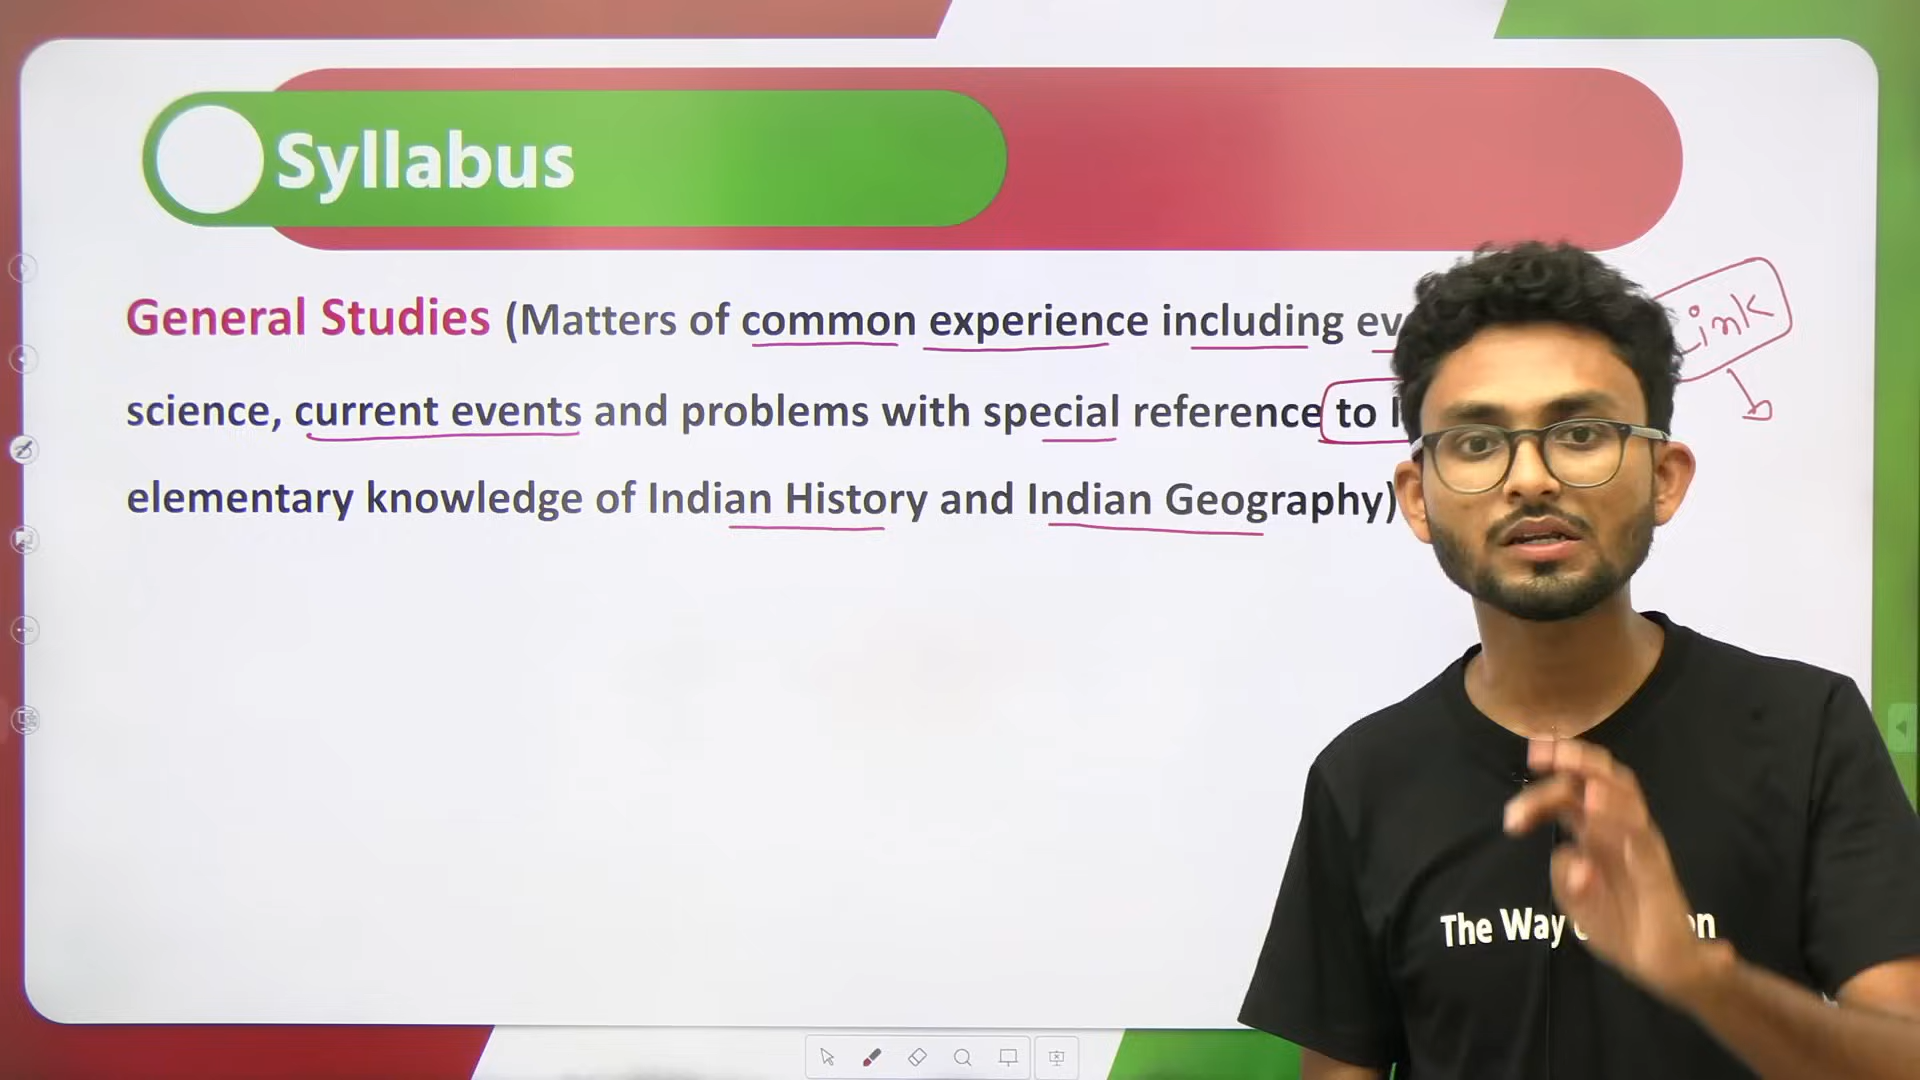 Syllabus
General Studies (Matters of common experience including
science, current events and problems with special reference to
elementary knowledge of Indian History and Indian Geography)
Link
The Way